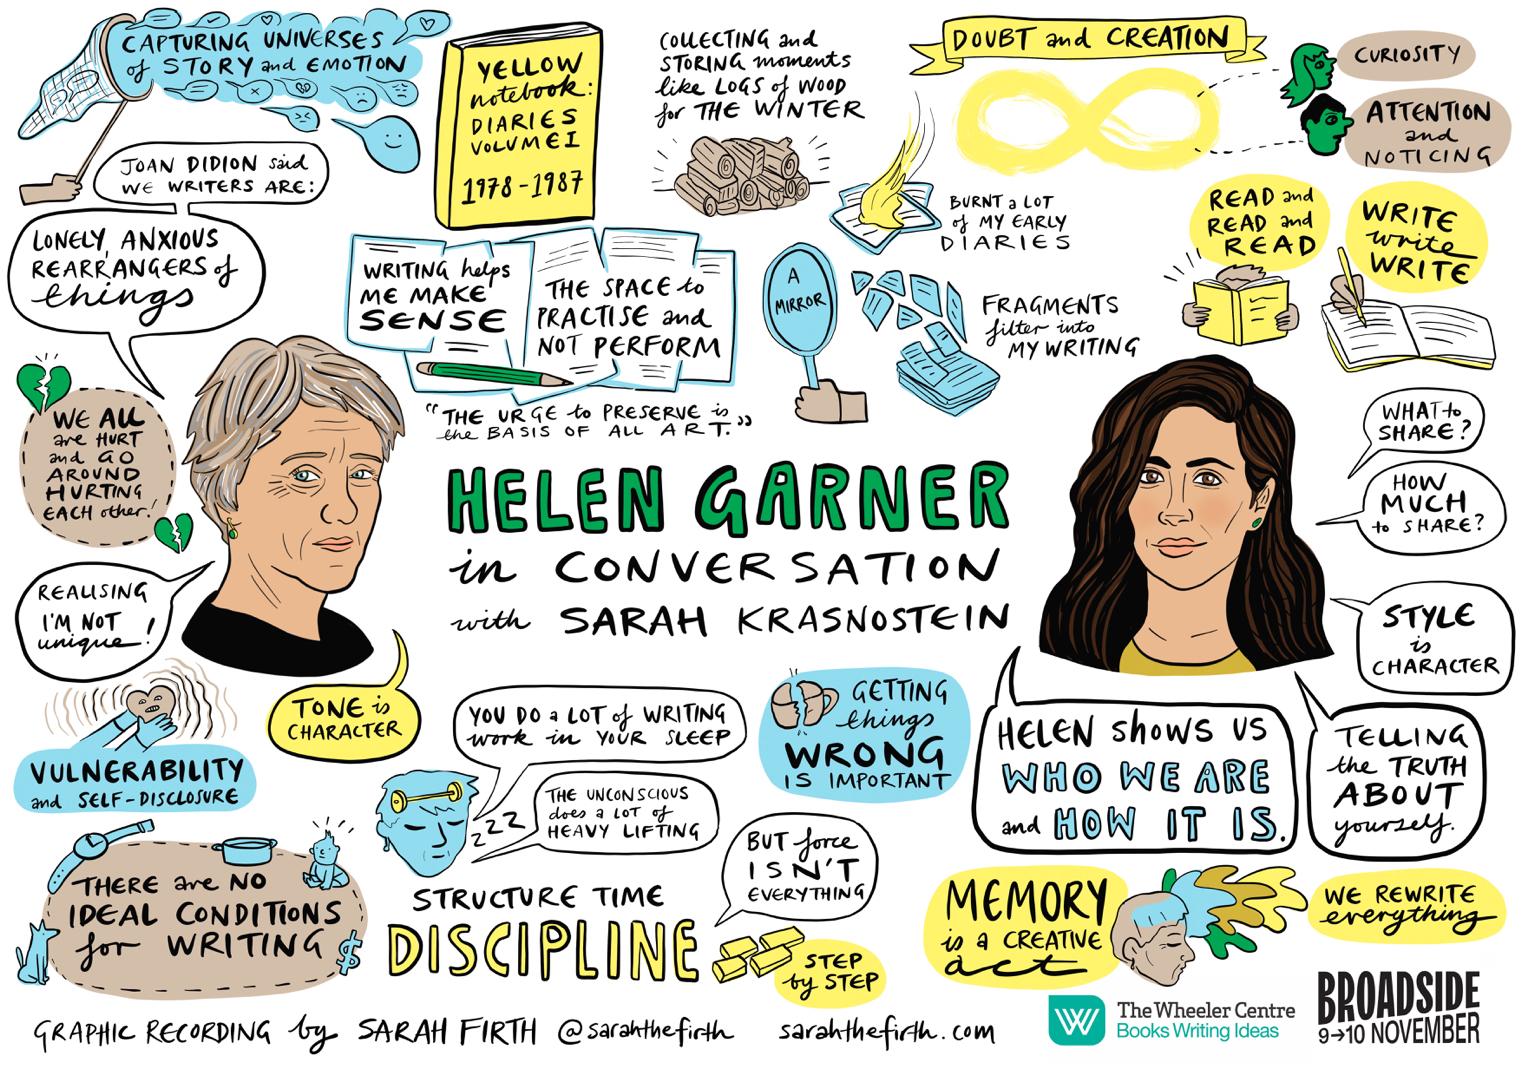 CAPTURING UNIVERSES
of STORY and EMOTION
JOAN DIDION said
WE WRITERS ARE:
LONELY, ANXIOUS
REARRANGERS of
things
YELLOW
notebook:
DIARIES
VOLUME I
1978-1987
COLLECTING and
STORING moments
like LOGS of WOOD
for THE WINTER
DOUBT and CREATION
CURIOSITY
ATTENTION
and
NOTICING
BURNT a LOT
of MY EARLY
DIARIES
READ and
READ and
READ
WRITE
write
WRITE
WRITING helps
ME MAKE
SENSE
THE SPACE to
PRACTISE and
NOT PERFORM
A
MIRROR
FRAGMENTS
filter into
MY WRITING
"THE URGE to PRESERVE is
the BASIS OF ALL ART."
WE ALL
are HURT
and GO
AROUND
HURTING
EACH other!
REALISING
I'M NOT
unique!
HELEN GARNER
in CONVERSATION
with SARAH KRASNOSTEIN
WHAT to
SHARE?
HOW
MUCH
to SHARE?
STYLE
is
CHARACTER
TONE is
CHARACTER
VULNERABILITY
and SELF-DISCLOSURE
YOU DO a LOT of WRITING
work in YOUR SLEEP
THE UNCONSCIOUS
does a LOT of
HEAVY LIFTING
ZZZ
GETTING
things
WRONG
IS IMPORTANT
HELEN shows US
WHO WE ARE
and HOW IT IS.
TELLING
the TRUTH
ABOUT
yourself.
THERE are NO
IDEAL CONDITIONS
for WRITING
$
STRUCTURE TIME
DISCIPLINE
BUT force
ISN'T
EVERYTHING
STEP
by STEP
MEMORY
is a CREATIVE
act
WE REWRITE
everything
GRAPHIC RECORDING by SARAH FIRTH @sarahthefirth sarahthefirth.com
W
The Wheeler Centre
Books Writing Ideas
BROADSIDE
9→10 NOVEMBER